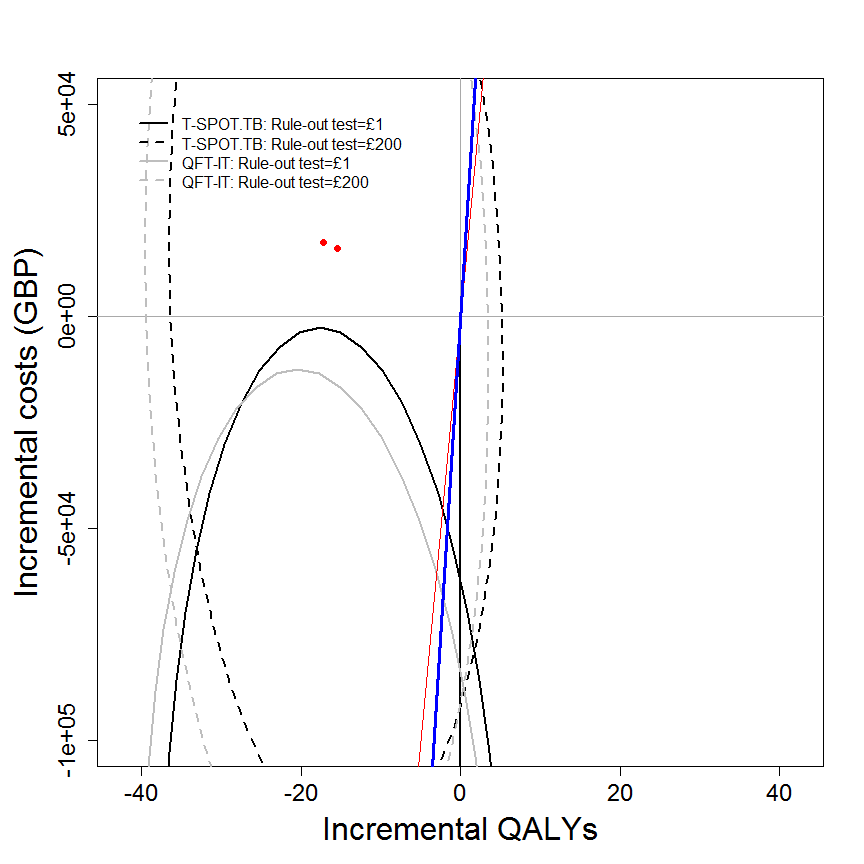 5e+04
0e+00
-5e+04
-1e+05
Incremental costs (GBP)
T-SPOT.TB: Rule-out test=£1
T-SPOT.TB: Rule-out test=£200
QFT-IT: Rule-out test=£1
QFT-IT: Rule-out test=£200
-40 -20 0 20 40
Incremental QALYs